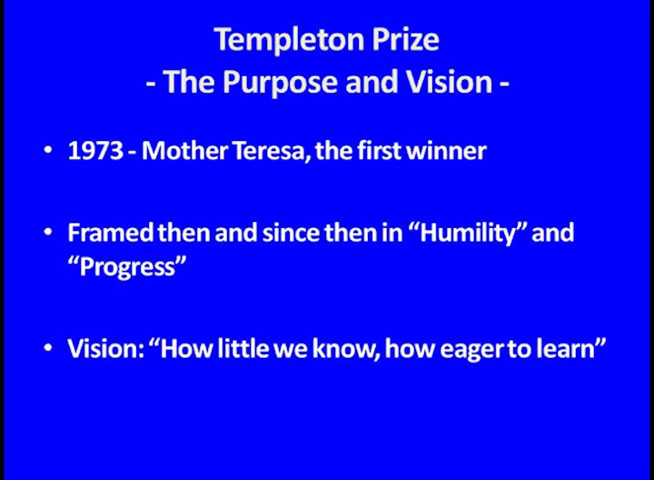 Templeton Prize
- The Purpose and Vision -
• 1973 - Mother Teresa, the first winner
• Framed then and since then in “Humility” and
“Progress”
• Vision: “How little we know, how eager to learn”